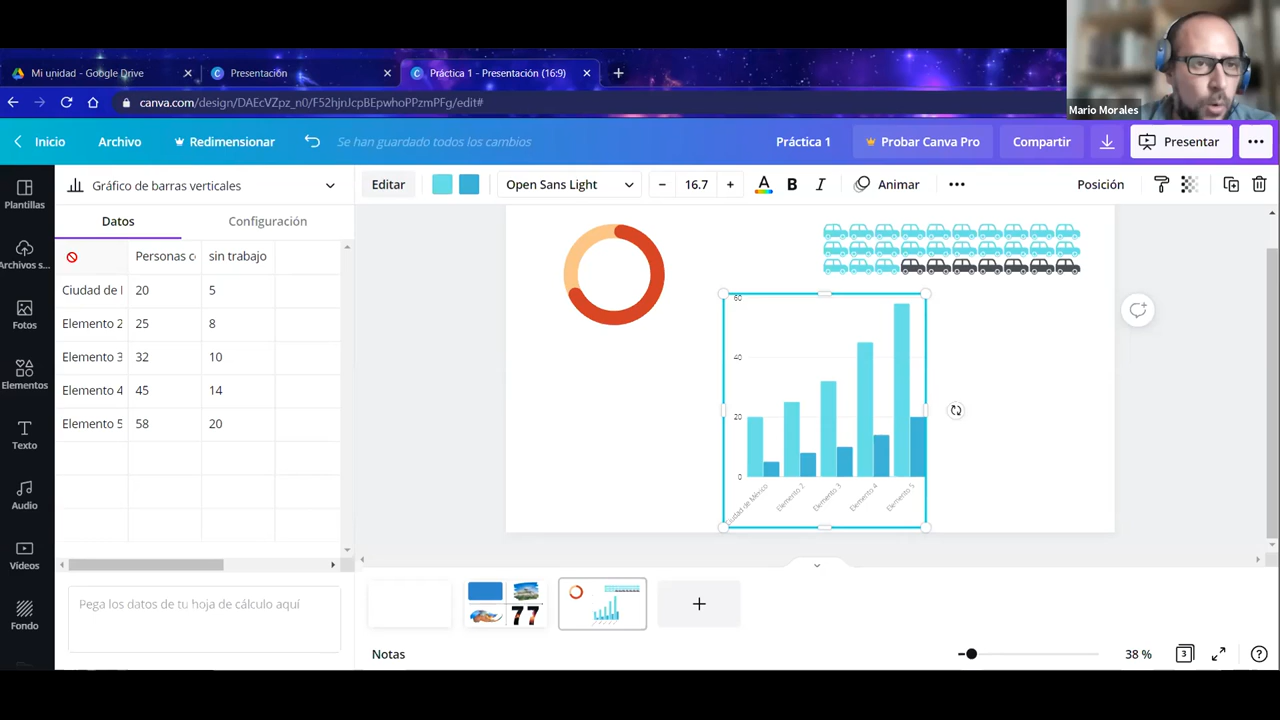 Mi unidad - Google Drive
Presentación
Práctica 1 - Presentación (16:9)
canva.com/design/DAEcVZpz_n0/F52hjnJcpBEpwhoPPzmPFg/edit#
Mario Morales
Inicio
Archivo
Redimensionar
Se han guardado todos los cambios
Práctica 1
Probar Canva Pro
Compartir
Presentar
Plantillas
Archivos s...
Fotos
Elementos
Texto
Audio
Vídeos
Fondo
Gráfico de barras verticales
Editar
Open Sans Light
16.7
A
B
I
Animar
Posición
Datos
Configuración
Personas c
sin trabajo
Ciudad de
20
5
Elemento 2
25
8
Elemento 3
32
10
Elemento 4
45
14
Elemento 5
58
20
Pega los datos de tu hoja de cálculo aquí
60
40
20
0
Ciudad de México
Elemento 2
Elemento 3
Elemento 4
Elemento 5
77
Notas
38 %
3